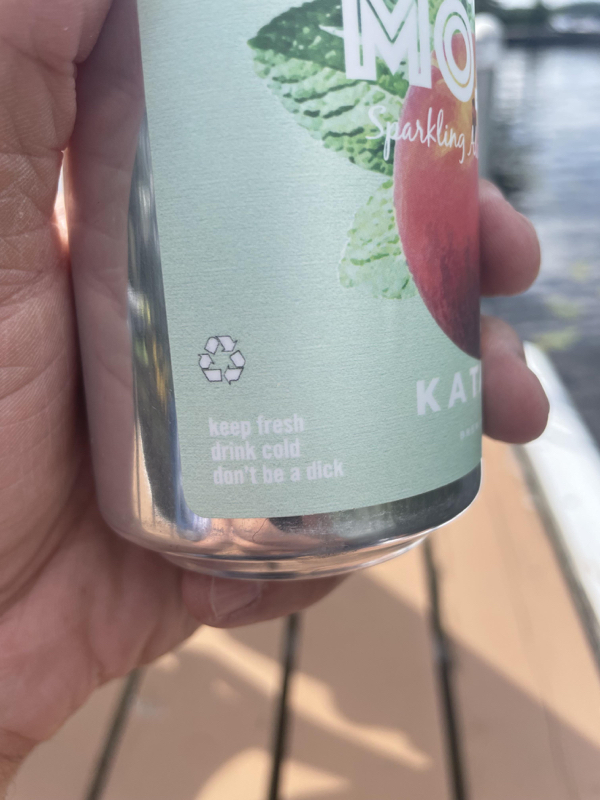 MO
Sparkling
KAT
keep fresh
drink cold
don't be a dick